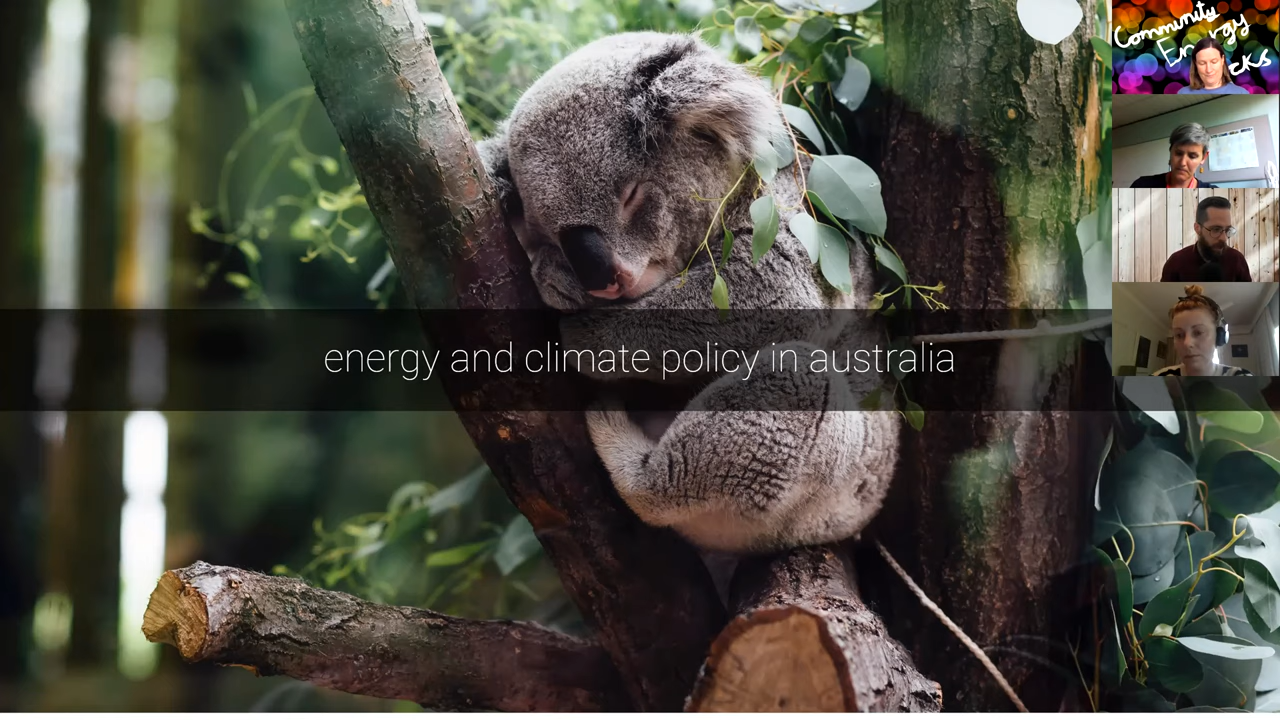 energy and climate policy in australia
Community
Energy